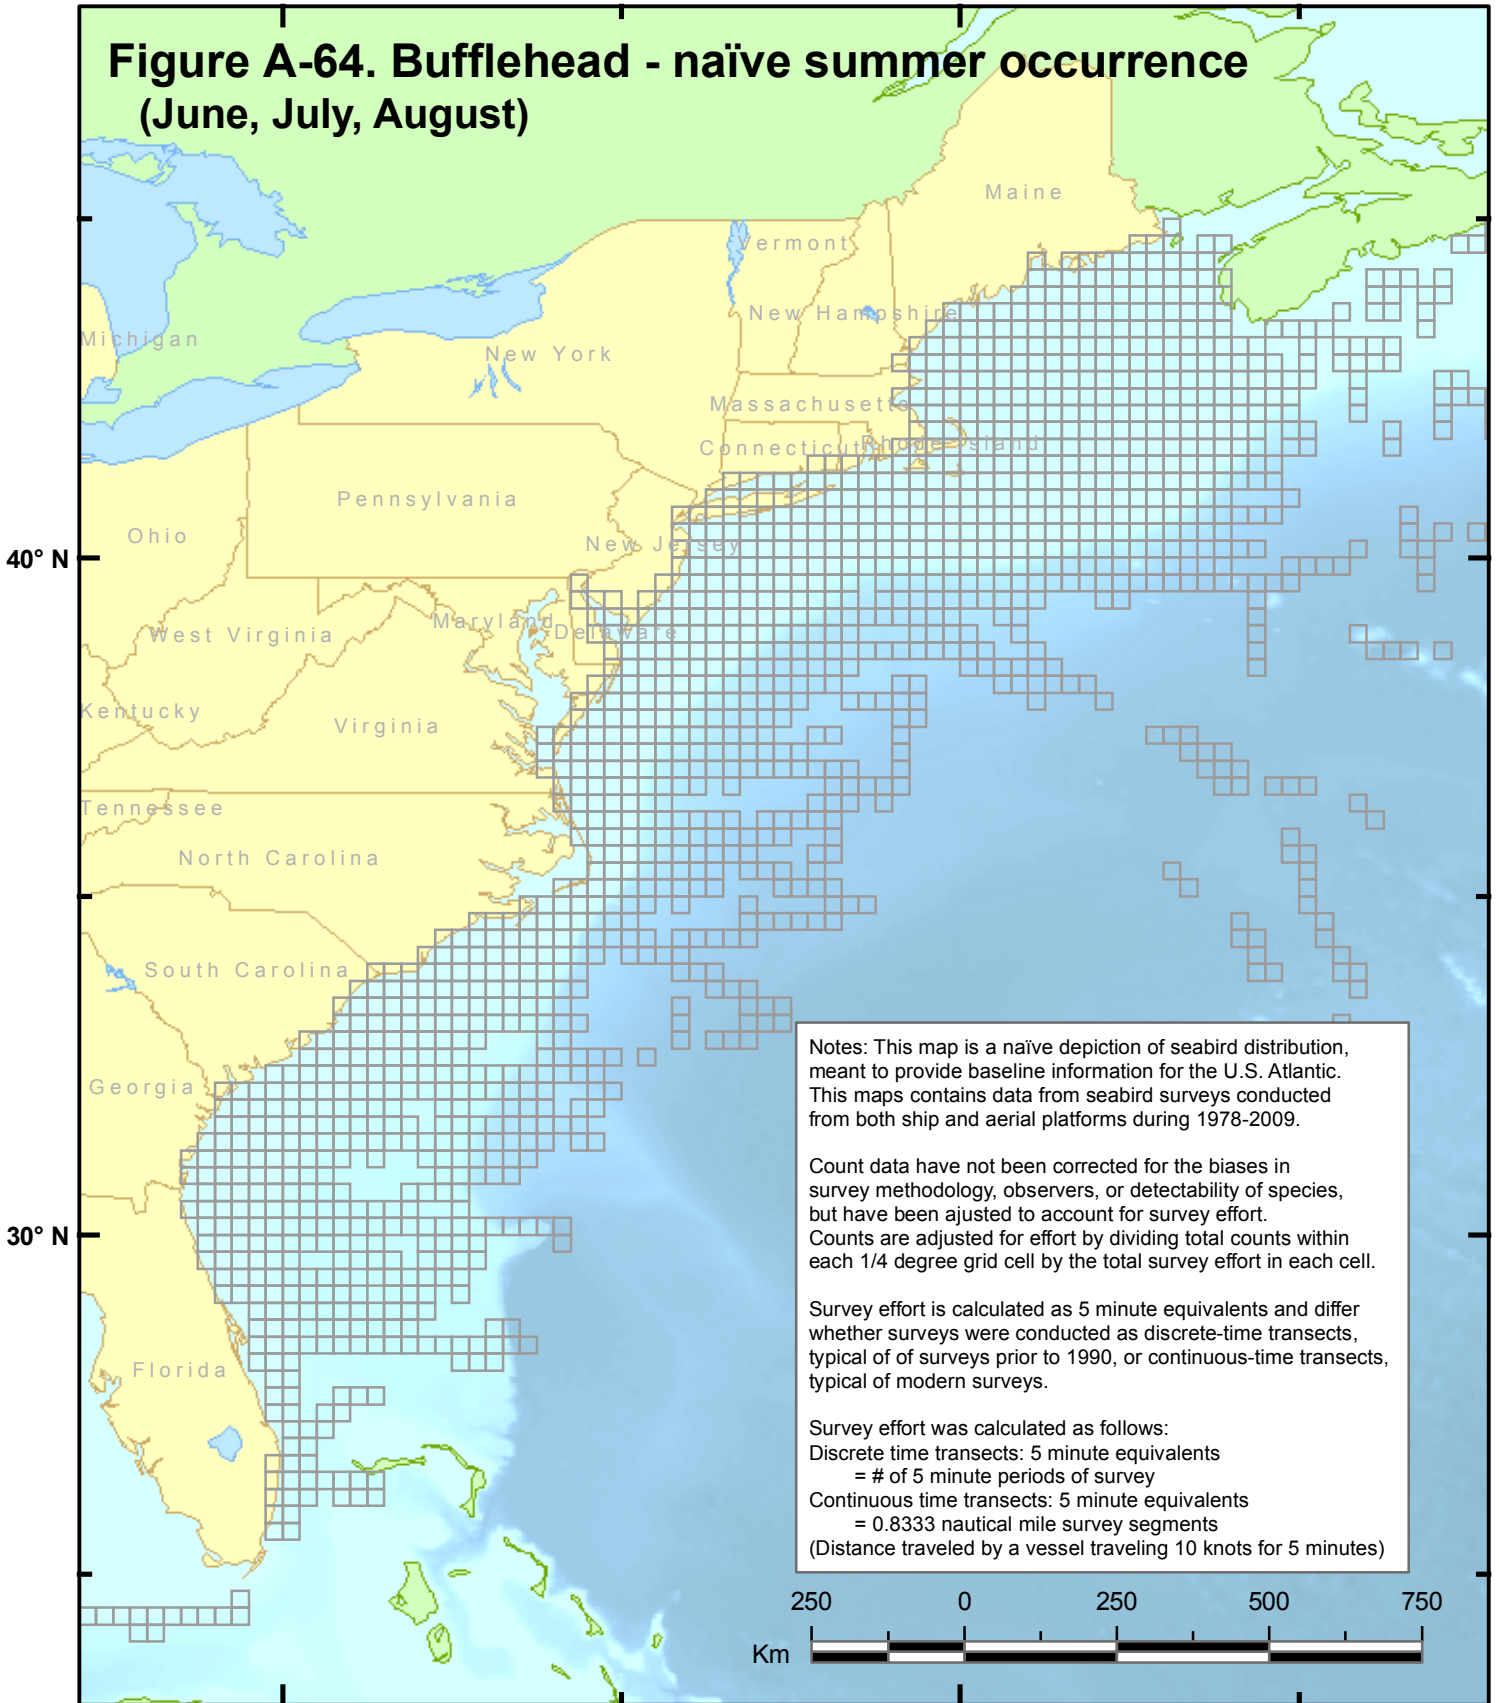 Figure A-64. Bufflehead - naïve summer occurrence
(June, July, August)
Maine
Vermont
New Hampshire
Michigan
New York
Massachusetts
Connecticut
Rhode Island
Pennsylvania
Ohio
New Jersey
40° N
Maryland
Delaware
West Virginia
Kentucky
Virginia
Tennessee
North Carolina
South Carolina
Georgia
30° N
Florida
Notes: This map is a naïve depiction of seabird distribution,
meant to provide baseline information for the U.S. Atlantic.
This maps contains data from seabird surveys conducted
from both ship and aerial platforms during 1978-2009.
Count data have not been corrected for the biases in
survey methodology, observers, or detectability of species,
but have been ajusted to account for survey effort.
Counts are adjusted for effort by dividing total counts within
each 1/4 degree grid cell by the total survey effort in each cell.
Survey effort is calculated as 5 minute equivalents and differ
whether surveys were conducted as discrete-time transects,
typical of of surveys prior to 1990, or continuous-time transects,
typical of modern surveys.
Survey effort was calculated as follows:
Discrete time transects: 5 minute equivalents
= # of 5 minute periods of survey
Continuous time transects: 5 minute equivalents
= 0.8333 nautical mile survey segments
(Distance traveled by a vessel traveling 10 knots for 5 minutes)
250 0 250 500 750
Km